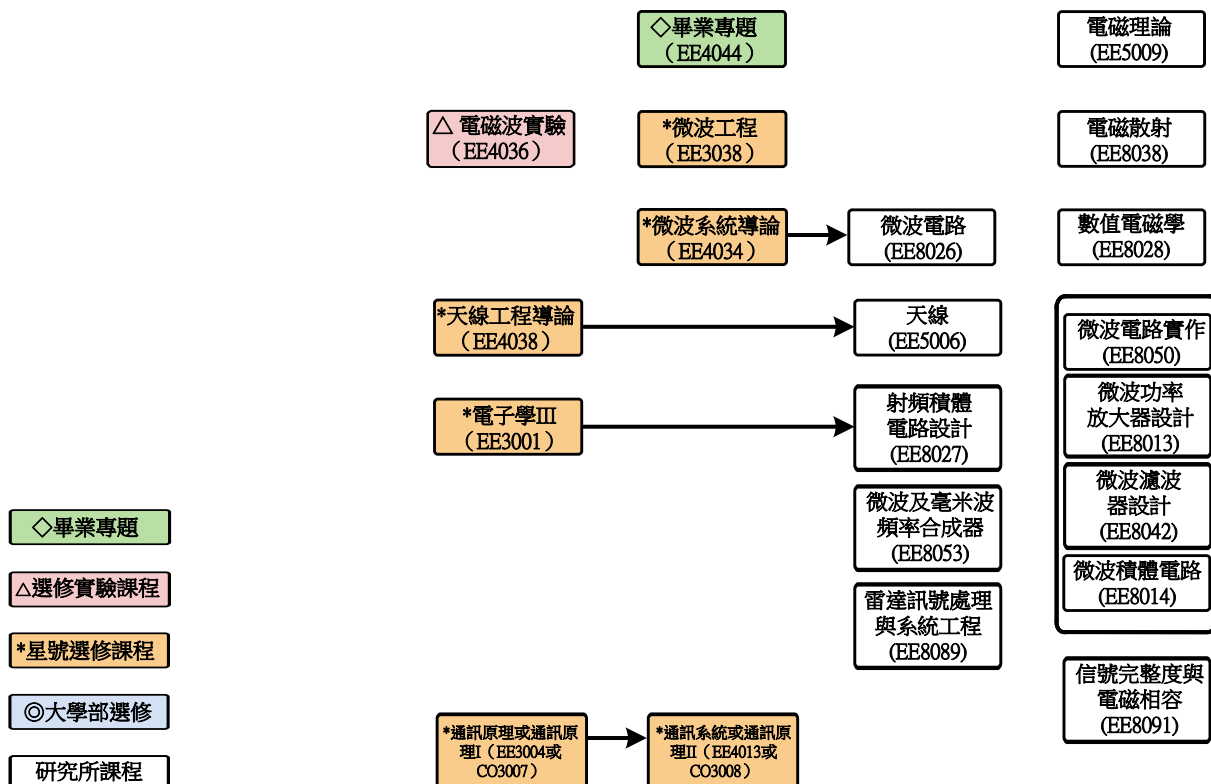 ◇畢業專題
（EE4044）
電磁理論
(EE5009)
△ 電磁波實驗
（EE4036）
*微波工程
（EE3038）
電磁散射
(EE8038)
*微波系統導論
（EE4034）
微波電路
(EE8026)
數值電磁學
(EE8028)
*天線工程導論
（EE4038）
天線
(EE5006)
微波電路實作
(EE8050)
*電子學III
（EE3001）
射頻積體
電路設計
(EE8027)
微波功率
放大器設計
(EE8013)
微波濾波
器設計
(EE8042)
微波及毫米波
頻率合成器
(EE8053)
微波積體電路
(EE8014)
雷達訊號處理
與系統工程
(EE8089)
信號完整度與
電磁相容
(EE8091)
*通訊原理或通訊原
理I（EE3004或
CO3007）
*通訊系統或通訊原
理II（EE4013或
CO3008）
◇畢業專題
△選修實驗課程
*星號選修課程
◎大學部選修
研究所課程